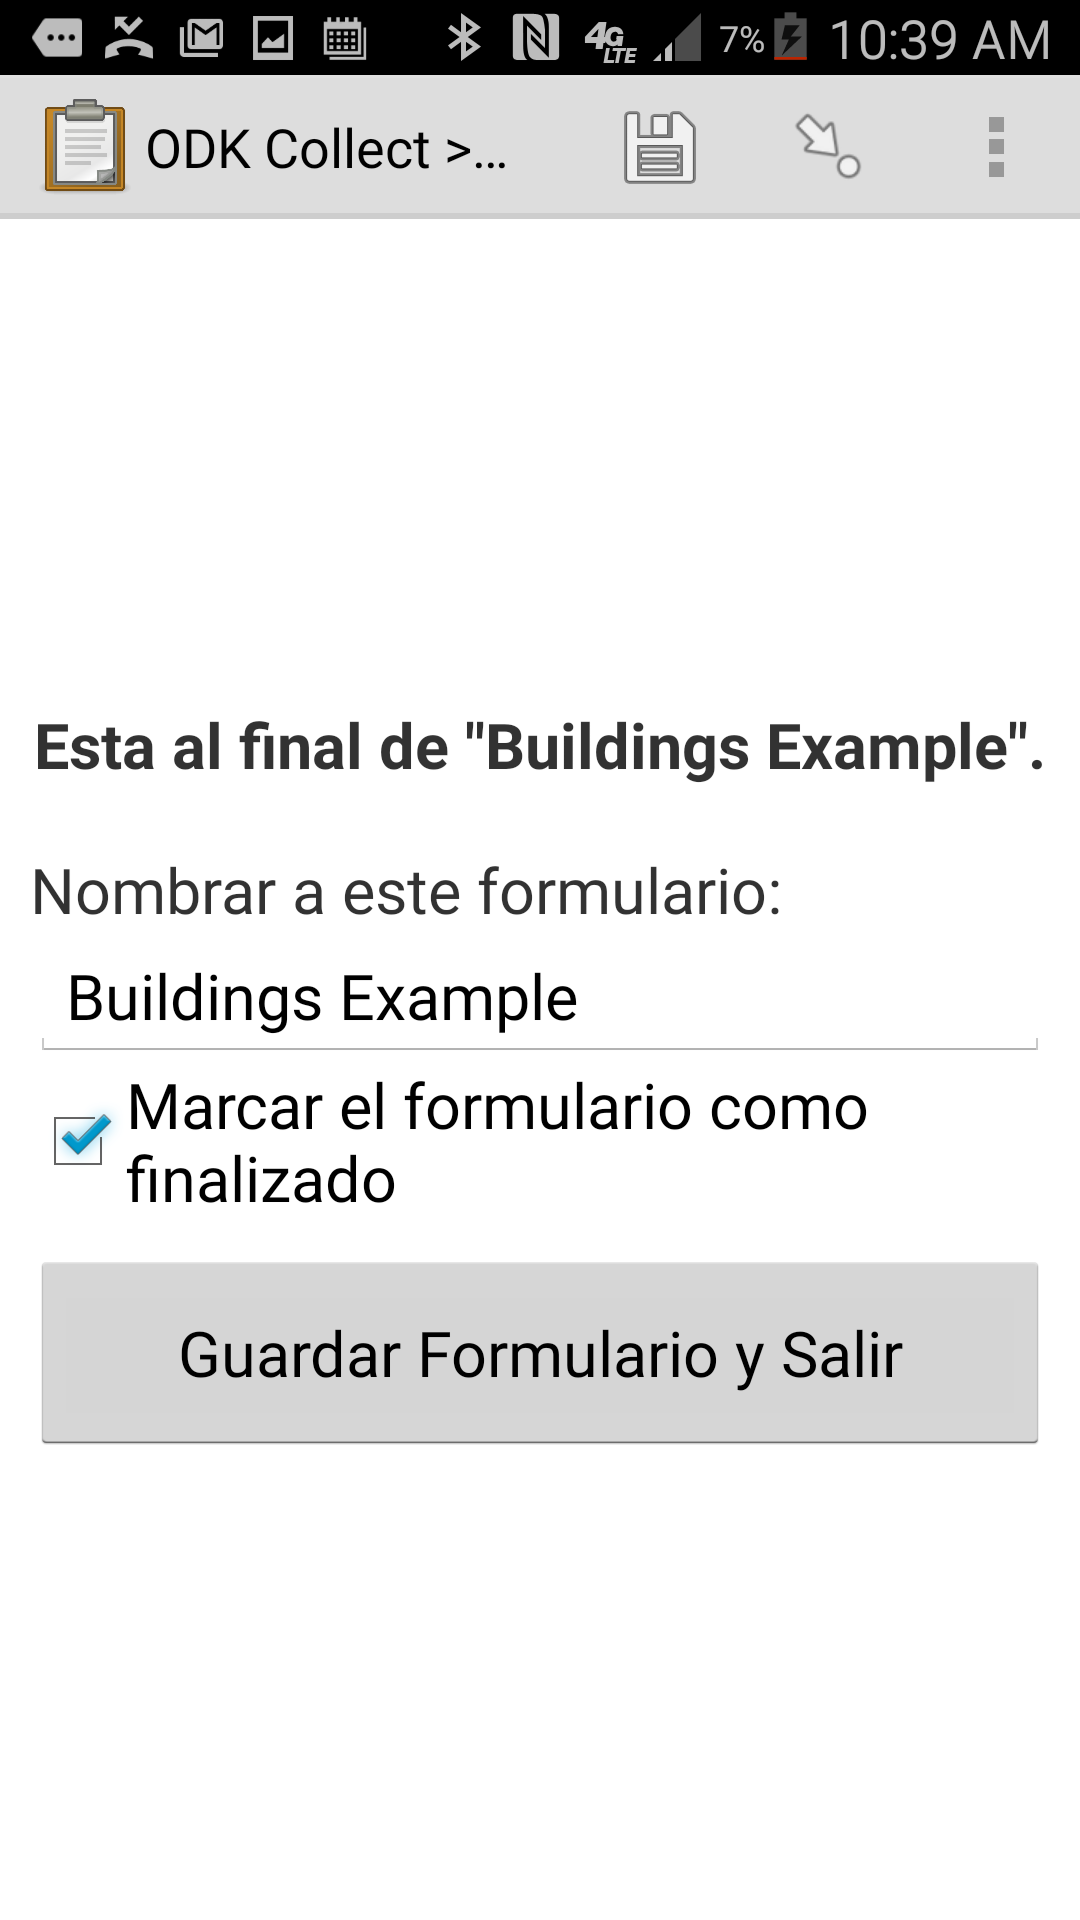 4G LTE 7% 10:39 AM
ODK Collect >...
Esta al final de "Buildings Example".
Nombrar a este formulario:
Buildings Example
Marcar el formulario como
finalizado
Guardar Formulario y Salir